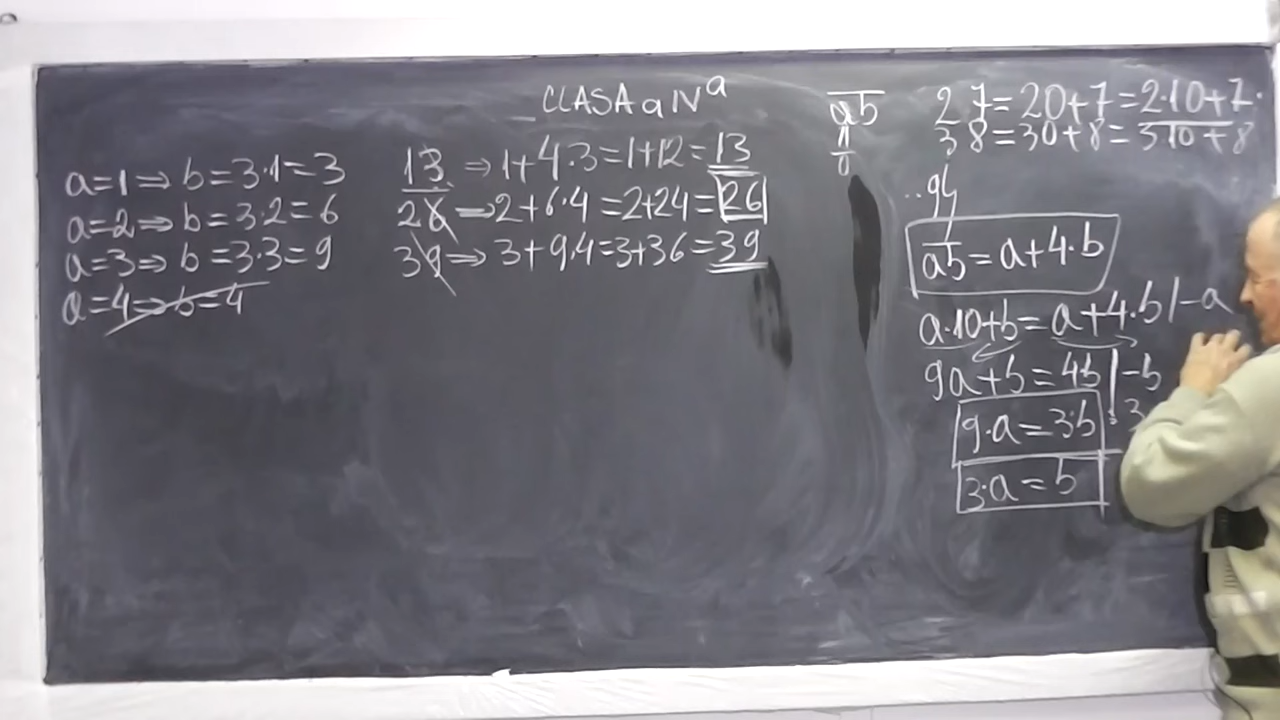 CLASA a IV a
a=1⇒ b=3·1=3
a=2⇒ b=3·2=6
a=3⇒ b=3·3=9
a=4⇒b=4
13 ⇒1+4·3=1+12=13
26 ⇒2+6·4=2+24=26
39 ⇒ 3+9·4=3+36=39
ab
0
27=20+7=2·10+7
38=30+8=3·10+8
ab=a+4·b
a·10+b=a+4·b|-a
9a+b=4b|-b
9·a=3·b|:3
3·a=b